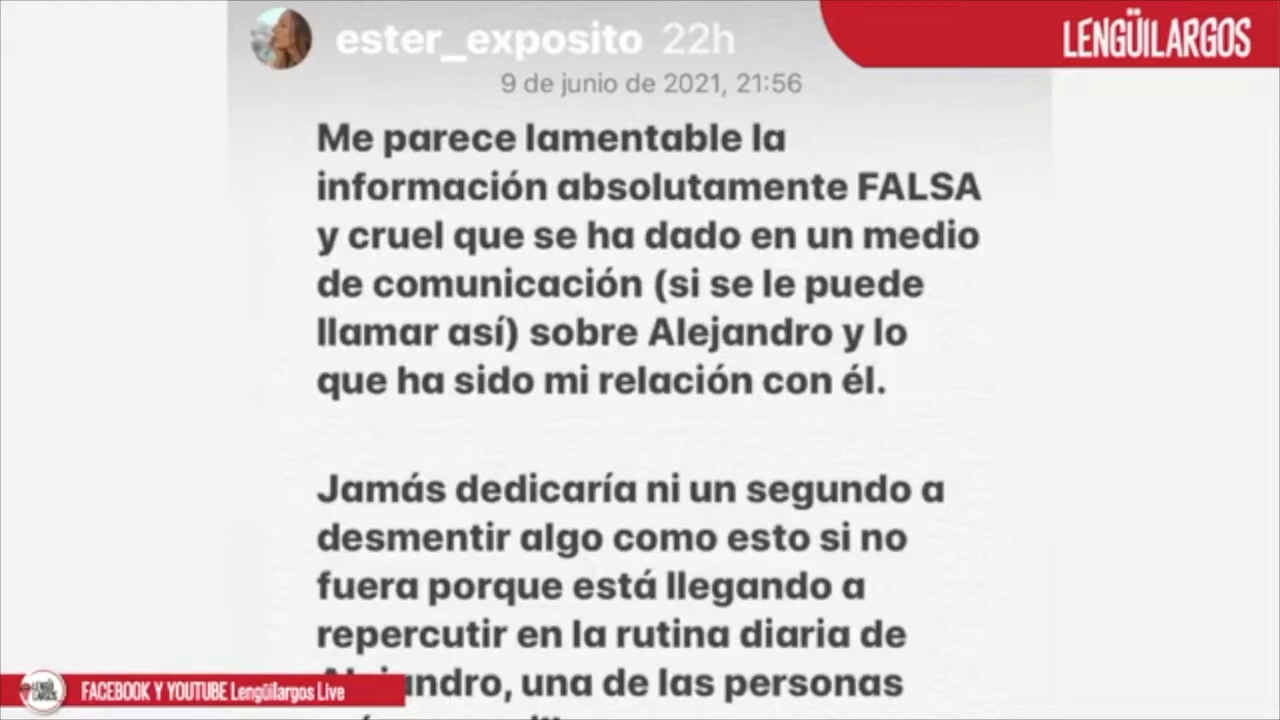 LENGÜILARGOS
ester_exposito 22h
9 de junio de 2021, 21:56
Me parece lamentable la
información absolutamente FALSA
y cruel que se ha dado en un medio
de comunicación (si se le puede
llamar así) sobre Alejandro y lo
que ha sido mi relación con él.
Jamás dedicaría ni un segundo a
desmentir algo como esto si no
fuera porque está llegando a
repercutir en la rutina diaria de
Alejandro, una de las personas
FACEBOOK Y YOUTUBE Lengüilargos Live